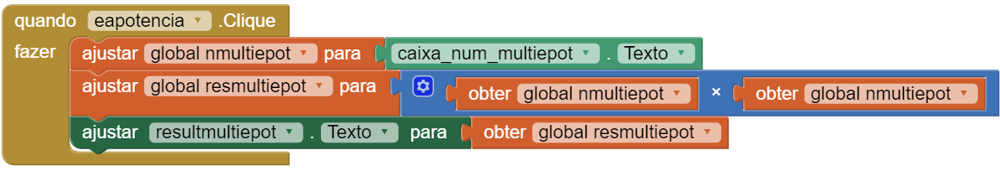 quando eapotencia .Clique
fazer ajustar global nmultiepot para caixa_num_multiepot . Texto
ajustar global resmultiepot para obter global nmultiepot × obter global nmultiepot
ajustar resultmultiepot . Texto para obter global resmultiepot